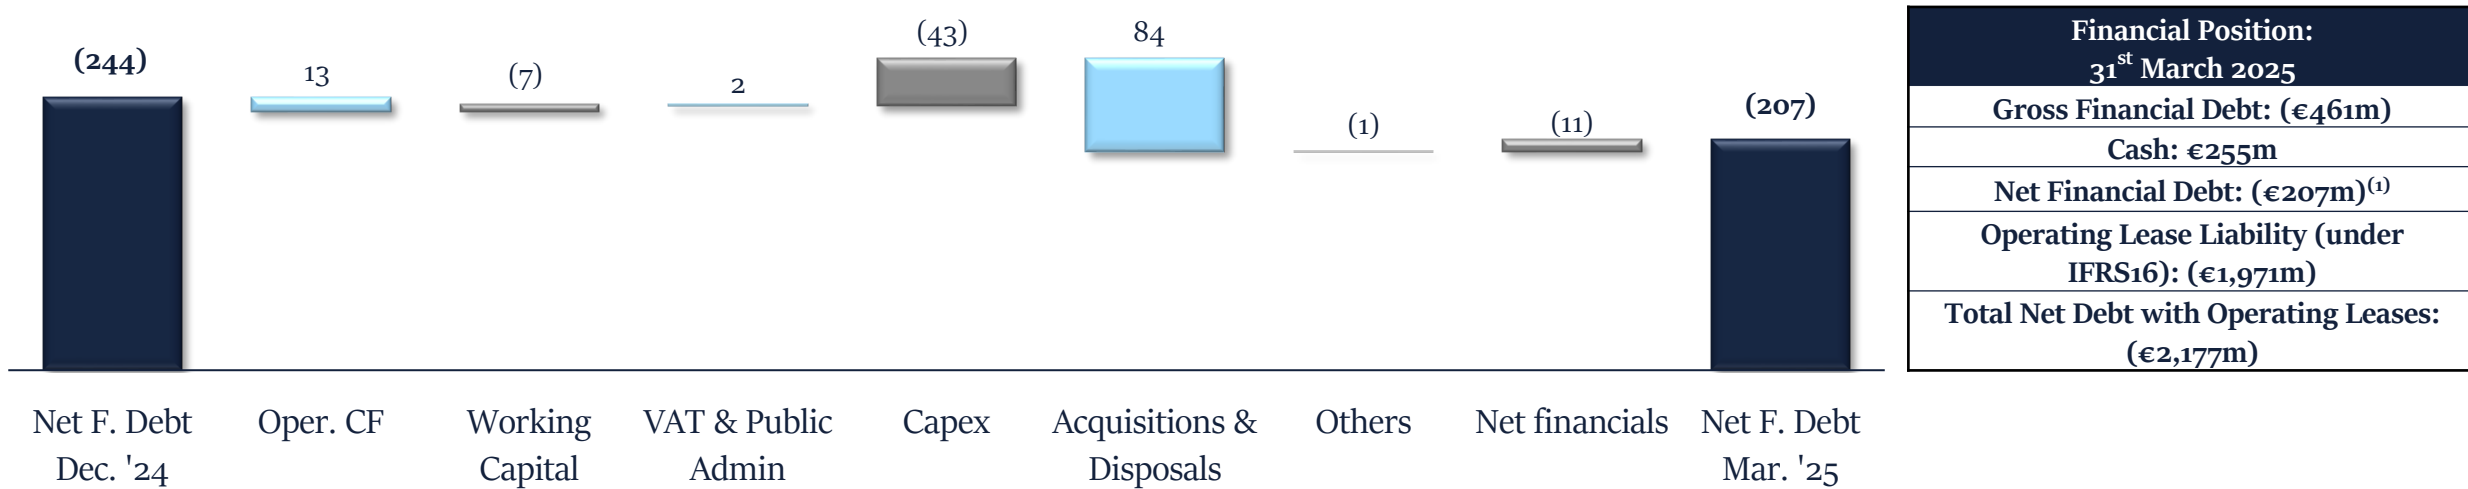 (244)
13
(7)
2
(43)
84
(1)
(11)
(207)
Net F. Debt
Dec. '24
Oper. CF
Working
Capital
VAT & Public
Admin
Capex
Acquisitions &
Disposals
Others
Net financials
Net F. Debt
Mar. '25
Financial Position:
31st March 2025
Gross Financial Debt: (€461m)
Cash: €255m
Net Financial Debt: (€207m)(1)
Operating Lease Liability (under
IFRS16): (€1,971m)
Total Net Debt with Operating Leases:
(€2,177m)